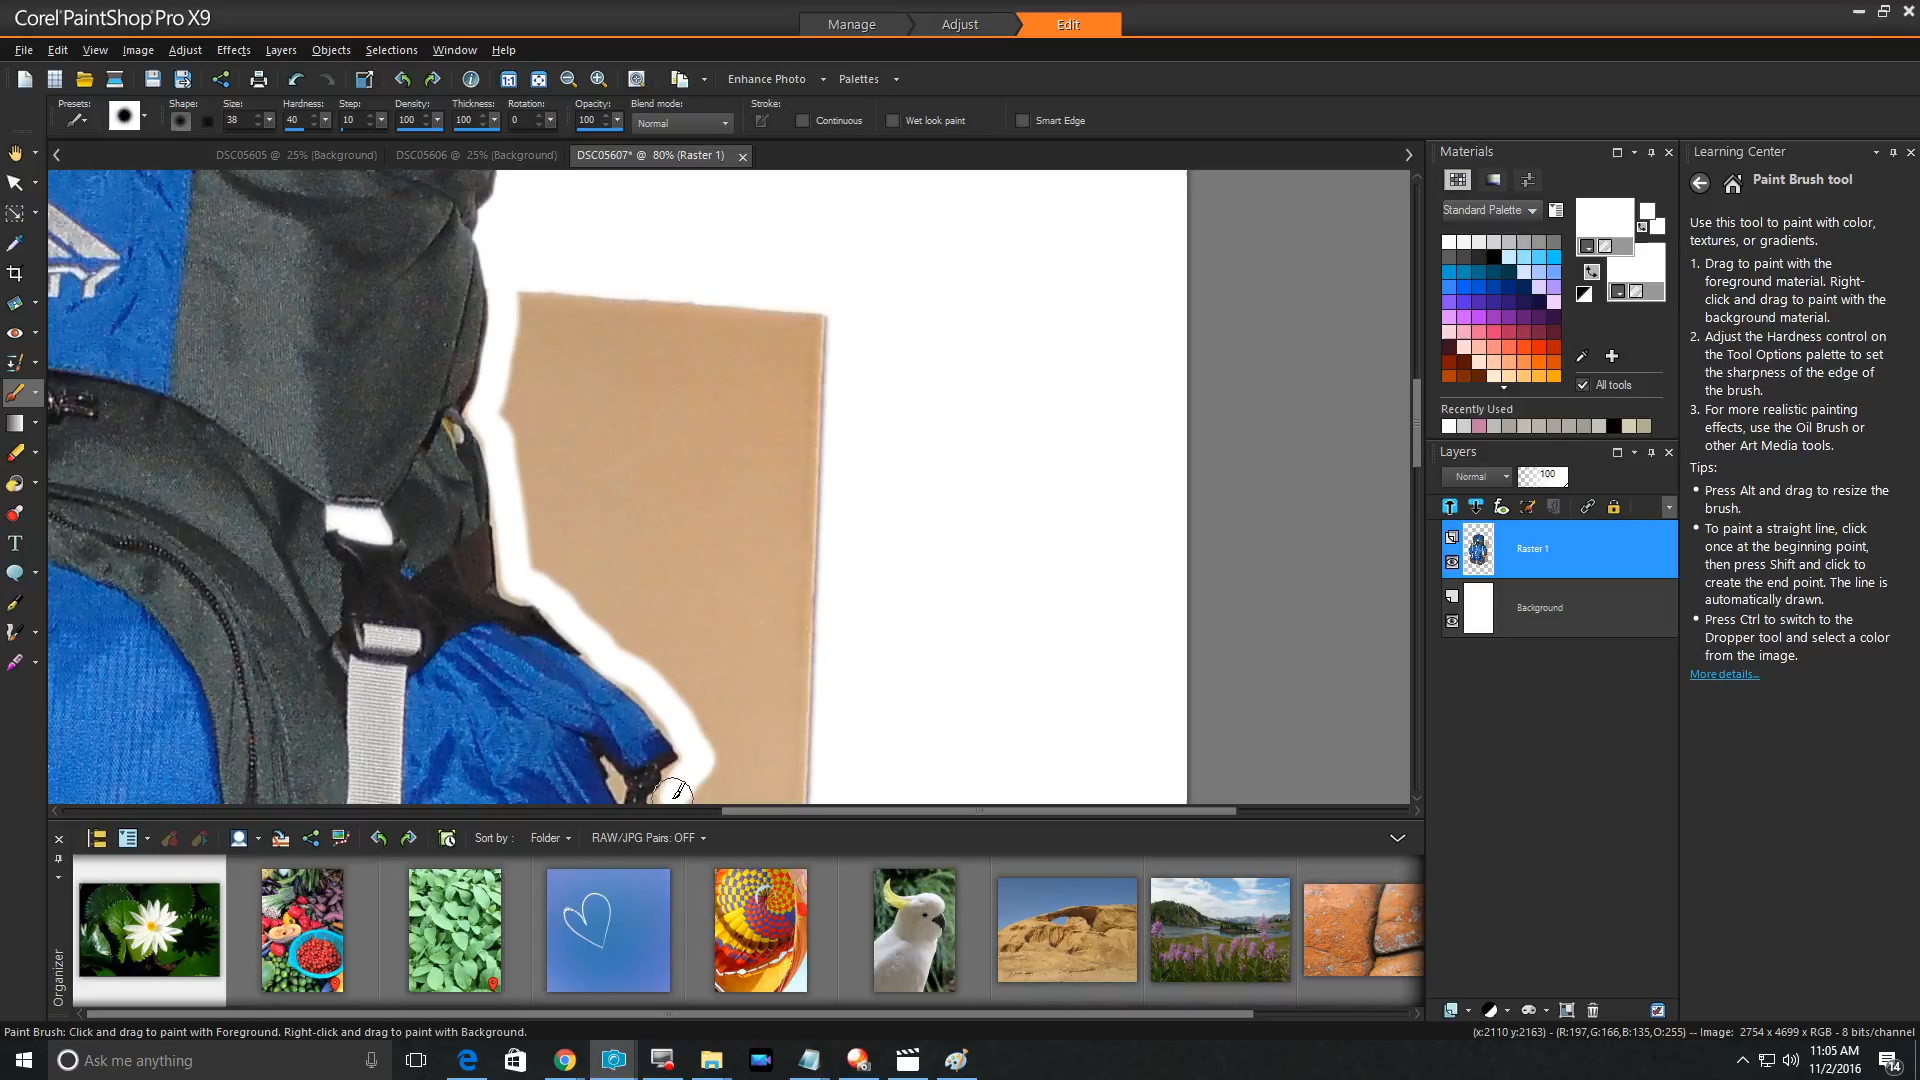 Corel PaintShop Pro X9
Manage
Adjust
Edit
File Edit View Image Adjust Effects Layers Objects Selections Window Help
1:1
Enhance Photo
Palettes
Presets:
Shape:
Size:
Hardness:
Step:
Density:
Thickness:
Rotation:
Opacity:
Blend mode:
Stroke:
38
40
10
100
100
0
100
Normal
Continuous
Wet look paint
Smart Edge
DSC05605 @ 25% (Background)
DSC05606 @ 25% (Background)
DSC05607* @ 80% (Raster 1)
Materials
Standard Palette
All tools
Recently Used
Layers
Normal
100
Raster 1
Background
Learning Center
Paint Brush tool
Use this tool to paint with color,
textures, or gradients.
1. Drag to paint with the
foreground material. Right-
click and drag to paint with the
background material.
2. Adjust the Hardness control on
the Tool Options palette to set
the sharpness of the edge of
the brush.
3. For more realistic painting
effects, use the Oil Brush or
other Art Media tools.
Tips:
• Press Alt and drag to resize the
brush.
• To paint a straight line, click
once at the beginning point,
then press Shift and click to
create the end point. The line is
automatically drawn.
• Press Ctrl to switch to the
Dropper tool and select a color
from the image.
More details...
Sort by :
Folder
RAW/JPG Pairs: OFF
Organizer
Paint Brush: Click and drag to paint with Foreground. Right-click and drag to paint with Background.
(x:2110 y:2163) - (R:197,G:166,B:135,O:255) -- Image: 2754 x 4699 x RGB - 8 bits/channel
Ask me anything
11:05 AM
11/2/2016
14